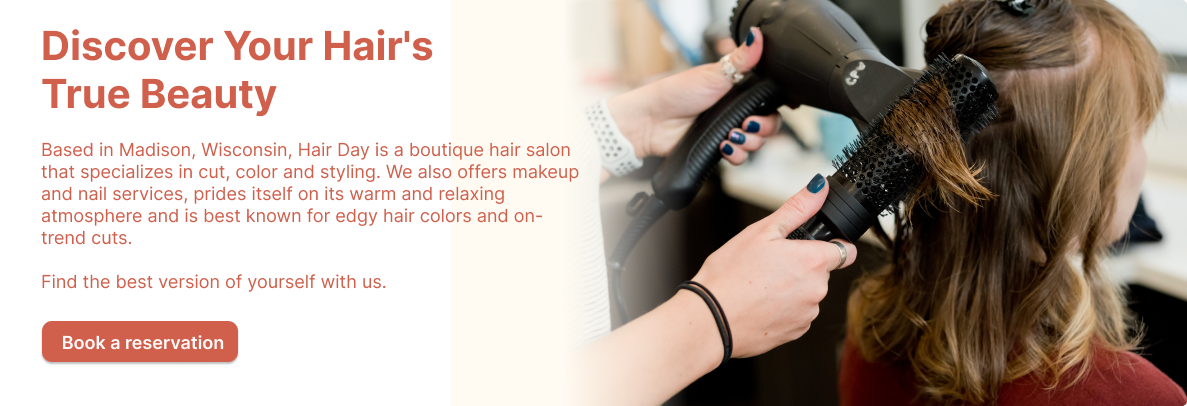 Discover Your Hair's
True Beauty
Based in Madison, Wisconsin, Hair Day is a boutique hair salon
that specializes in cut, color and styling. We also offers makeup
and nail services, prides itself on its warm and relaxing
atmosphere and is best known for edgy hair colors and on-
trend cuts.
Find the best version of yourself with us.
Book a reservation